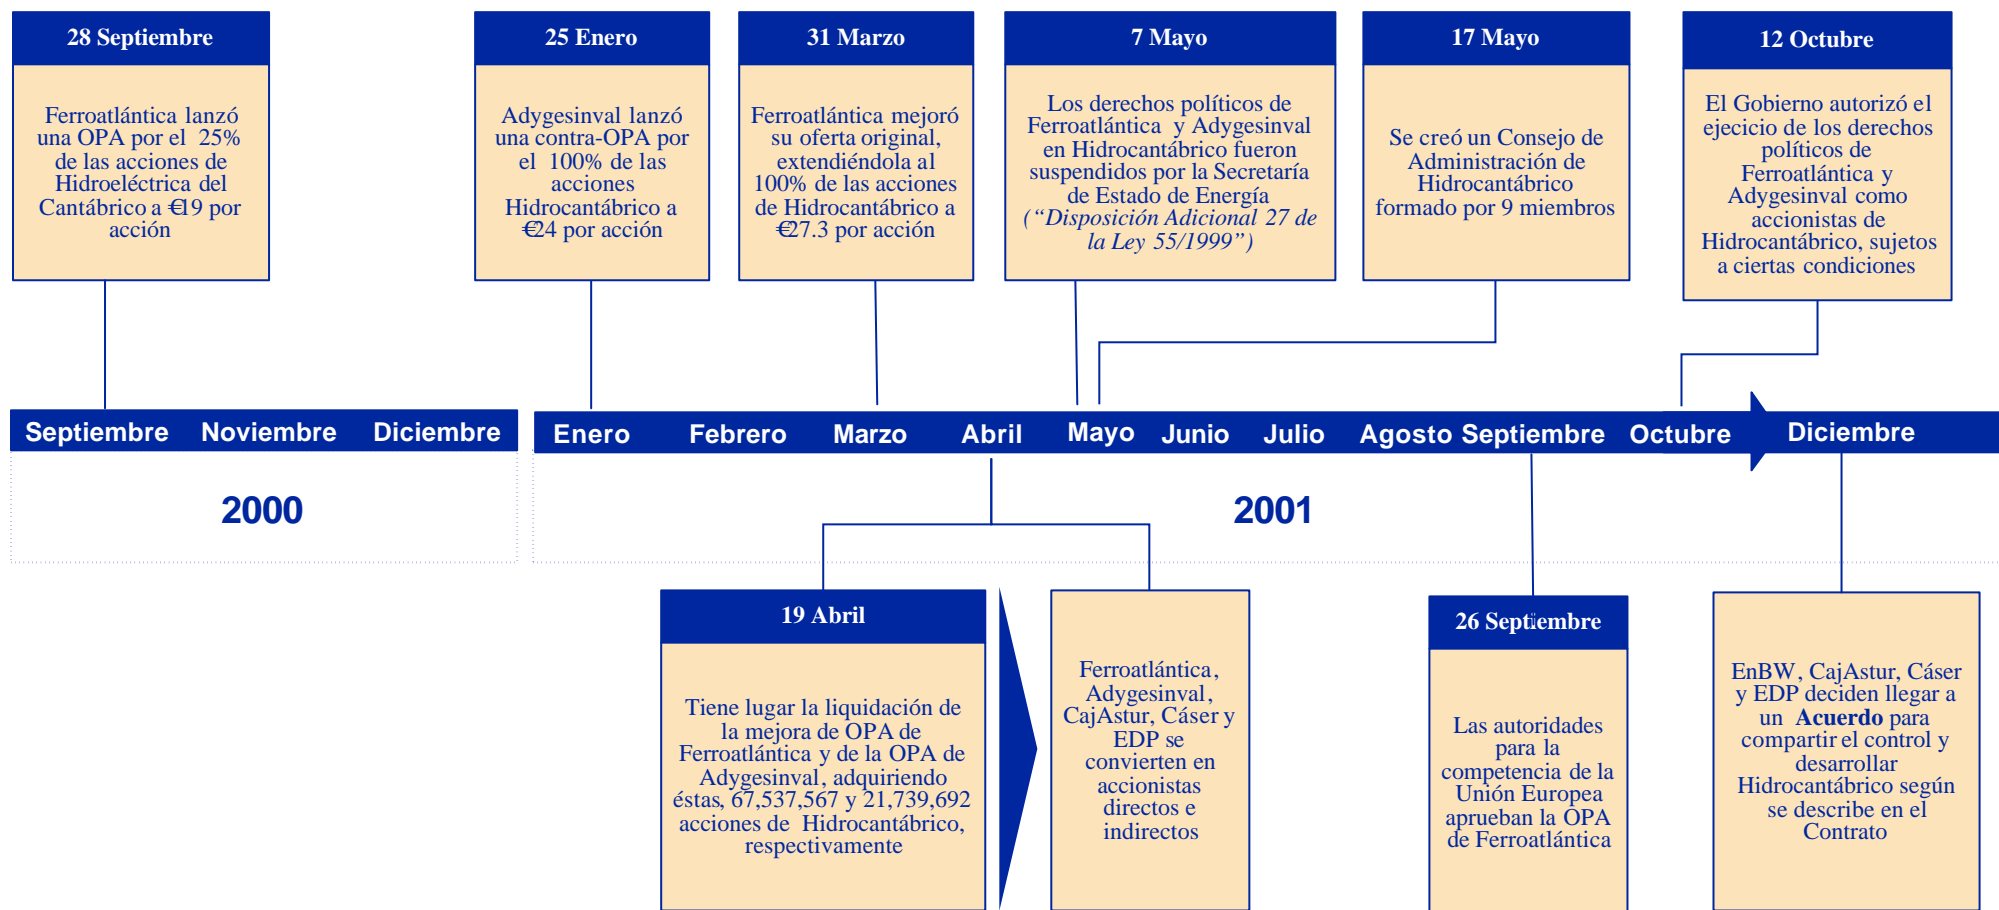 28 Septiembre
Ferroatlántica lanzó
una OPA por el 25%
de las acciones de
Hidroeléctrica del
Cantábrico a €19 por
acción
25 Enero
Adygesinval lanzó
una contra-OPA por
el 100% de las
acciones
Hidrocantábrico a
€24 por acción
31 Marzo
Ferroatlántica mejoró
su oferta original,
extendiéndola al
100% de las acciones
de Hidrocantábrico a
€27.3 por acción
7 Mayo
Los derechos políticos de
Ferroatlántica y Adygesinval
en Hidrocantábrico fueron
suspendidos por la Secretaría
de Estado de Energía
(“Disposición Adicional 27 de
la Ley 55/1999”)
17 Mayo
Se creó un Consejo de
Administración de
Hidrocantábrico
formado por 9 miembros
12 Octubre
El Gobierno autorizó el
ejecicio de los derechos
políticos de
Ferroatlántica y
Adygesinval como
accionistas de
Hidrocantábrico, sujetos
a ciertas condiciones
Septiembre Noviembre Diciembre Enero Febrero Marzo Abril Mayo Junio Julio Agosto Septiembre Octubre Diciembre
2000 2001
19 Abril
Tiene lugar la liquidación de
la mejora de OPA de
Ferroatlántica y de la OPA de
Adygesinval, adquiriendo
éstas, 67,537,567 y 21,739,692
acciones de Hidrocantábrico,
respectivamente
Ferroatlántica,
Adygesinval,
CajAstur, Cáser y
EDP se
convierten en
accionistas
directos e
indirectos
26 Septiembre
Las autoridades
para la
competencia de la
Unión Europea
aprueban la OPA
de Ferroatlántica
EnBW, CajAstur, Cáser
y EDP deciden llegar a
un Acuerdo para
compartir el control y
desarrollar
Hidrocantábrico según
se describe en el
Contrato